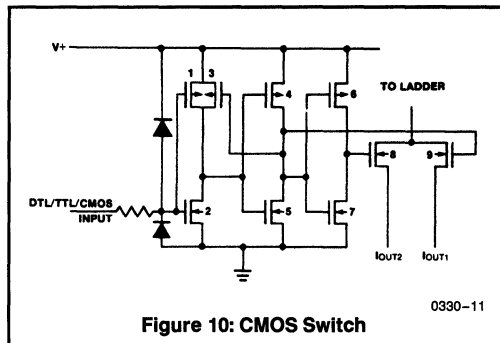 V+
1 3
4
6
TO LADDER
8
9
DTL/TTL/CMOS
INPUT
2
5
7
IOUT2
IOUT1
0330-11
Figure 10: CMOS Switch